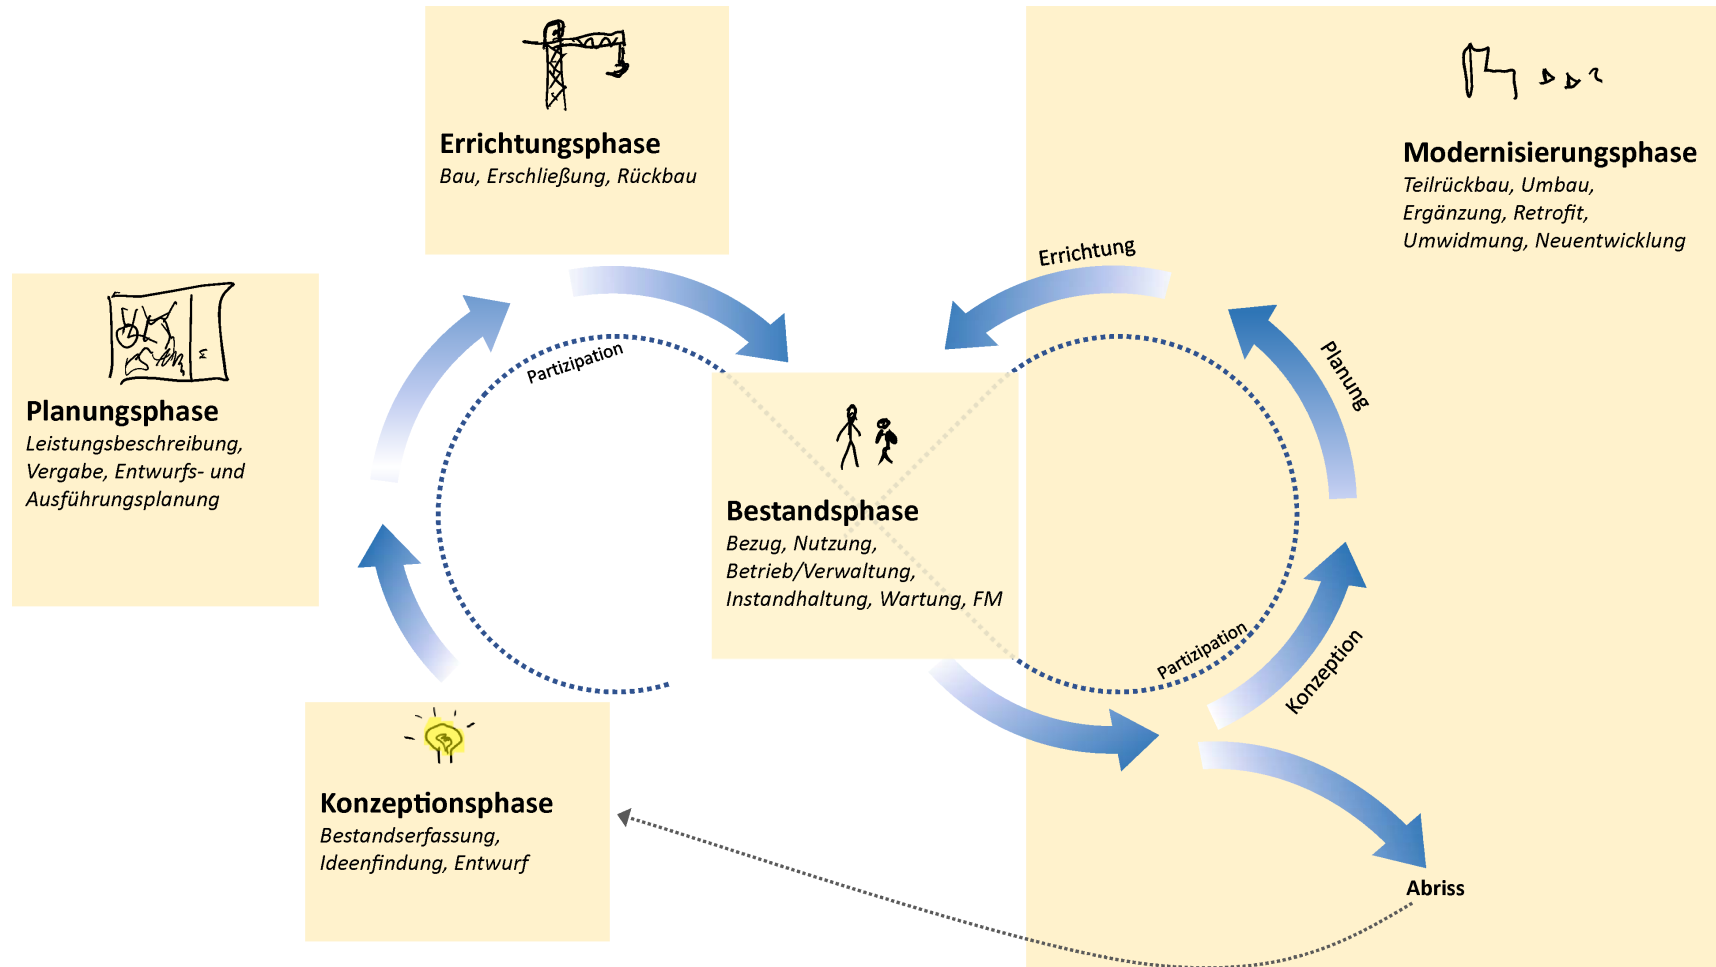 Errichtungsphase
Bau, Erschließung, Rückbau
Modernisierungsphase
Teilrückbau, Umbau,
Ergänzung, Retrofit,
Umwidmung, Neuentwicklung
Errichtung
Planung
Partizipation
Planungsphase
Leistungsbeschreibung,
Vergabe, Entwurfs- und
Ausführungsplanung
Bestandsphase
Bezug, Nutzung,
Betrieb/Verwaltung,
Instandhaltung, Wartung, FM
Partizipation
Konzeption
Konzeptionsphase
Bestandserfassung,
Ideenfindung, Entwurf
Abriss